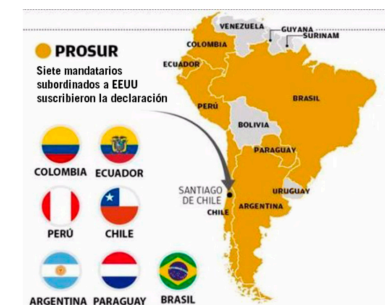 PROSUR
Siete mandatarios
subordinados a EEUU
suscribieron la declaración
COLOMBIA ECUADOR
PERÚ CHILE
ARGENTINA PARAGUAY BRASIL
VENEZUELA
GUYANA
SURINAM
COLOMBIA
ECUADOR
PERÚ
BRASIL
BOLIVIA
PARAGUAY
SANTIAGO
DE CHILE
URUGUAY
CHILE
ARGENTINA